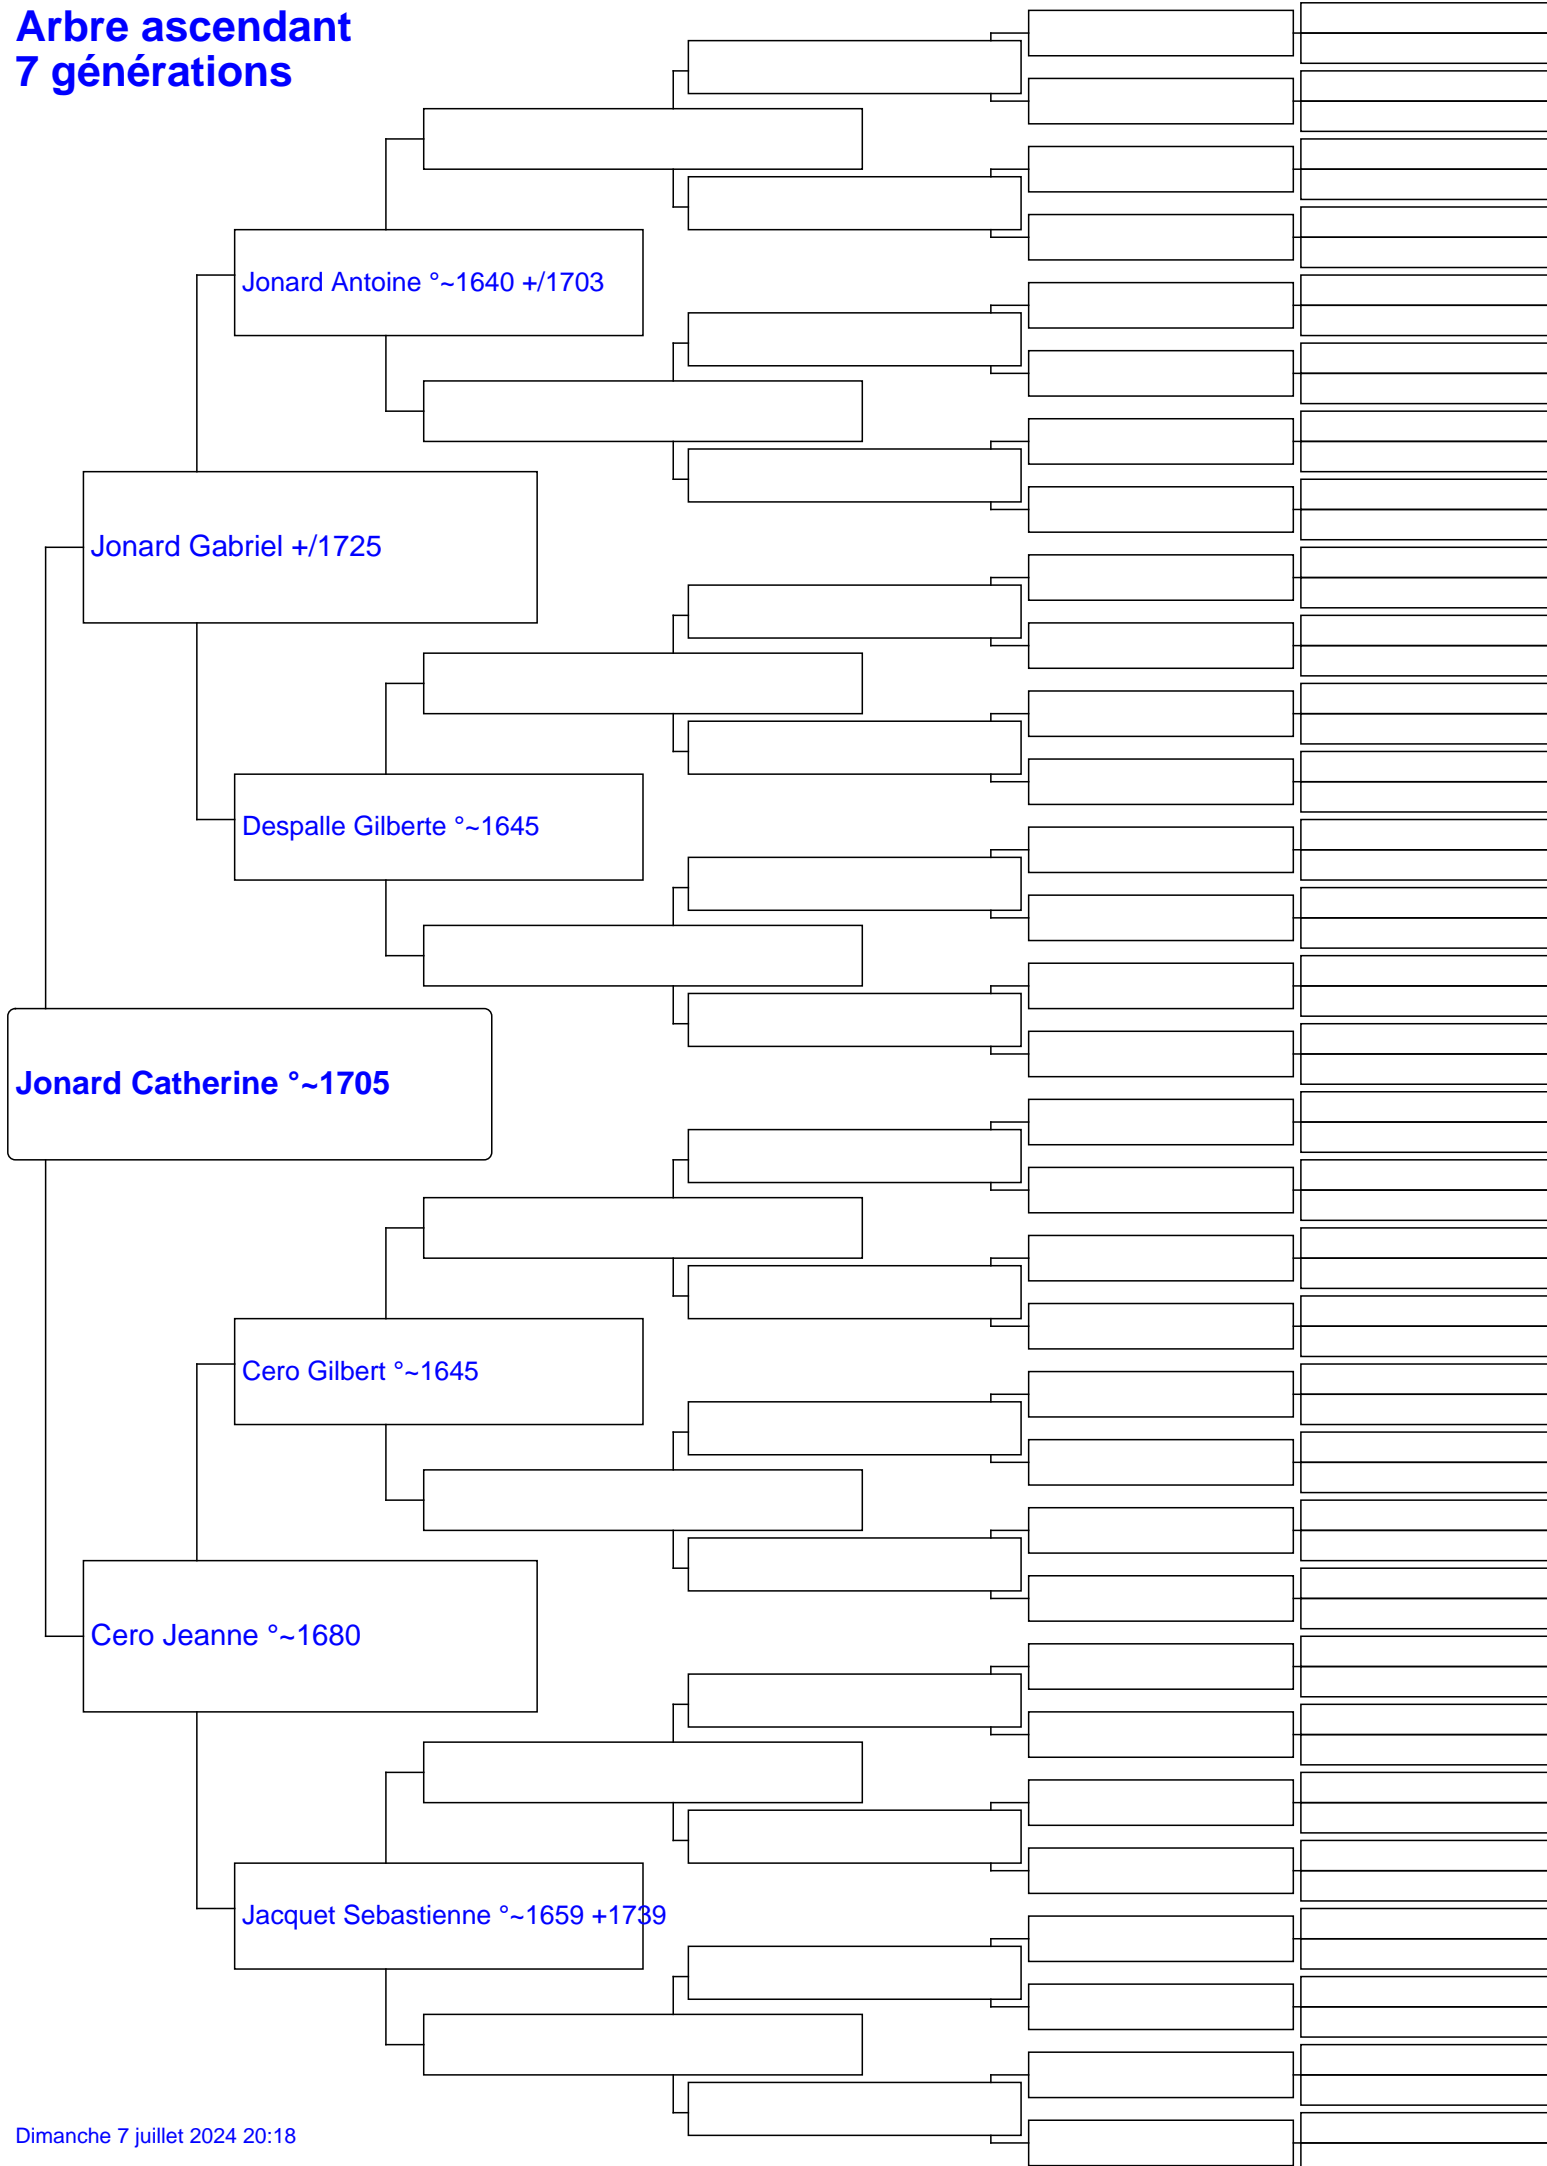 Arbre ascendant
7 générations
Jonard Antoine °~1640 +/1703
Jonard Gabriel +/1725
Despalle Gilberte °~1645
Jonard Catherine °~1705
Cero Gilbert °~1645
Cero Jeanne °~1680
Jacquet Sebastienne °~1659 +1739
Dimanche 7 juillet 2024 20:18